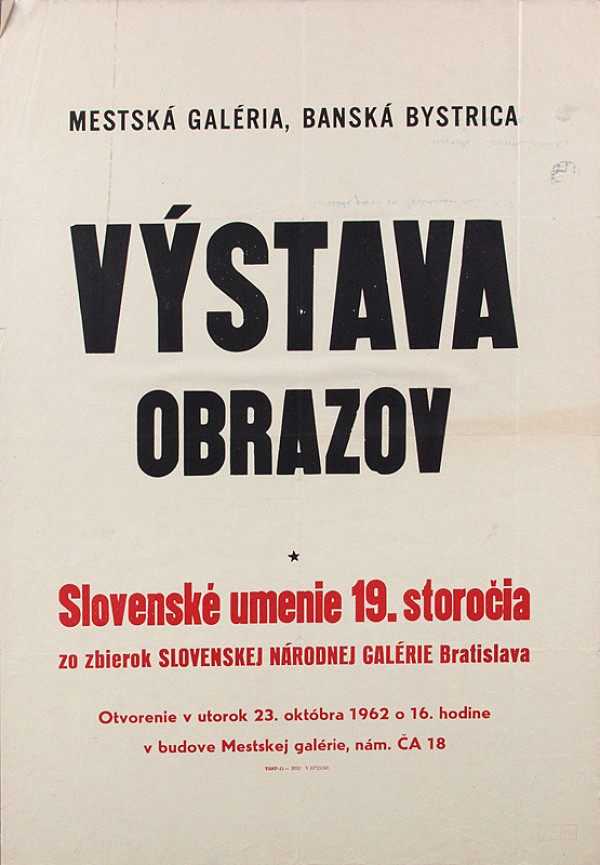 MESTSKÁ GALÉRIA, BANSKÁ BYSTRICA
VÝSTAVA
OBRAZOV
Slovenské umenie 19. storočia
zo zbierok SLOVENSKEJ NÁRODNEJ GALÉRIE Bratislava
Otvorenie v utorok 23. októbra 1962 o 16. hodine
v budove Mestskej galérie, nám. ČA 18